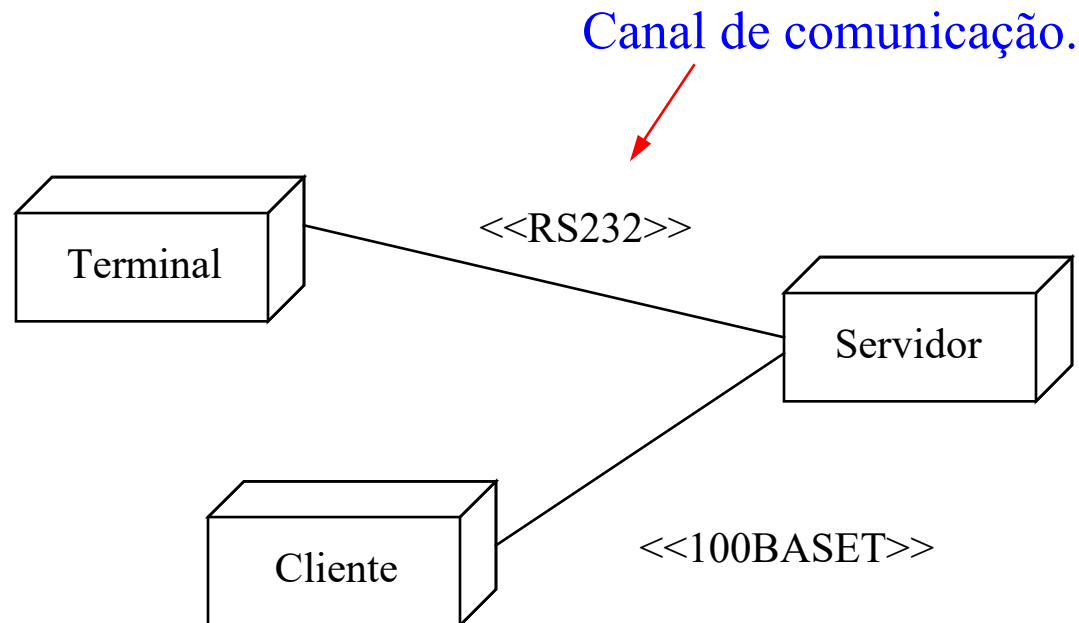 Canal de comunicação.
<<RS232>>
Terminal
Servidor
<<100BASET>>
Cliente